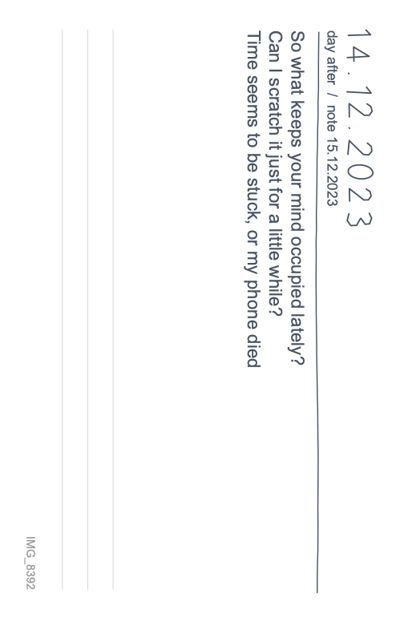 14.12.2023
day after / note 15.12.2023
So what keeps your mind occupied lately?
Can I scratch it just for a little while?
Time seems to be stuck, or my phone died
IMG_8392